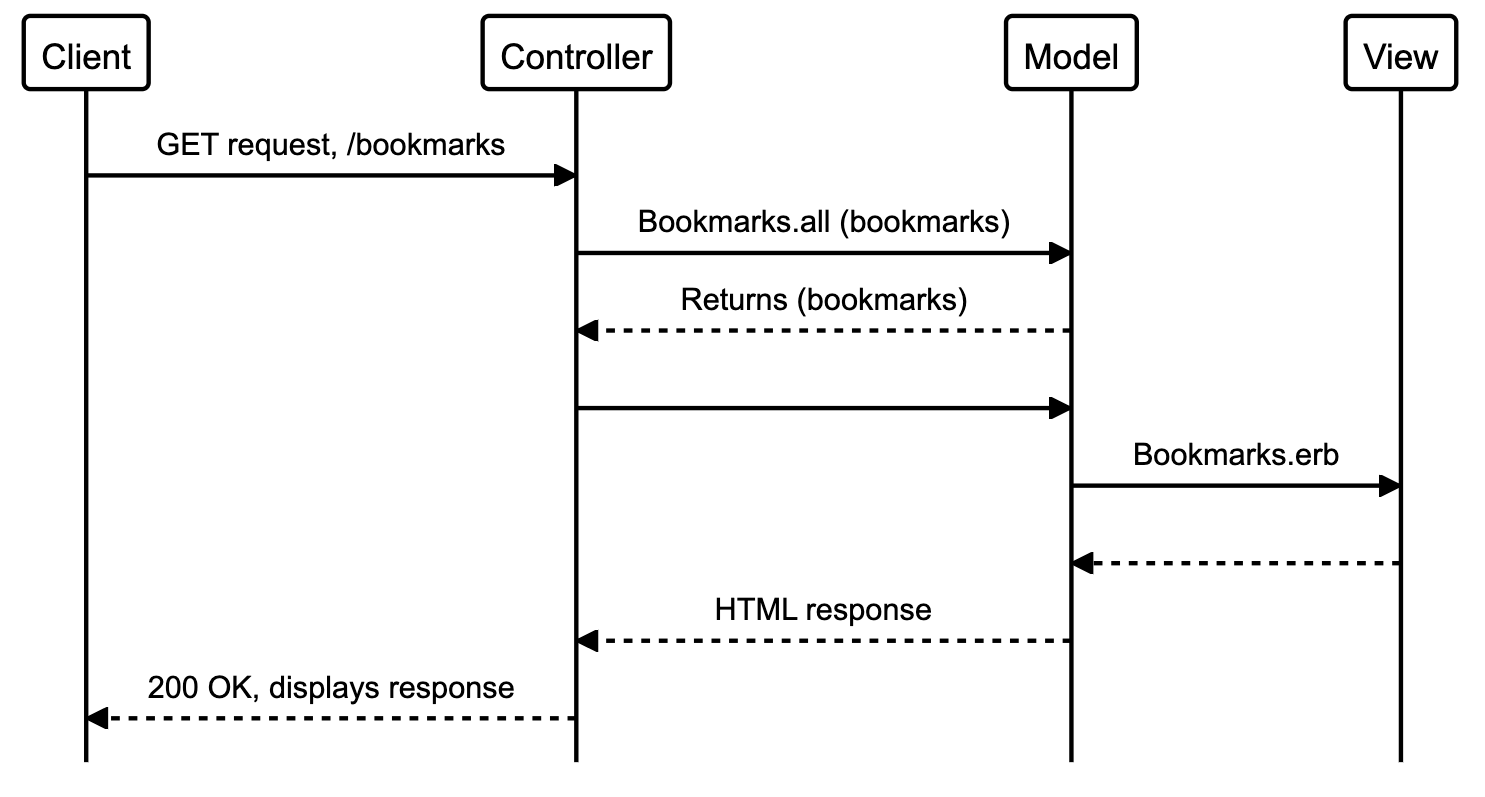 Client
Controller
Model
View
GET request, /bookmarks
Bookmarks.all (bookmarks)
Returns (bookmarks)
Bookmarks.erb
HTML response
200 OK, displays response